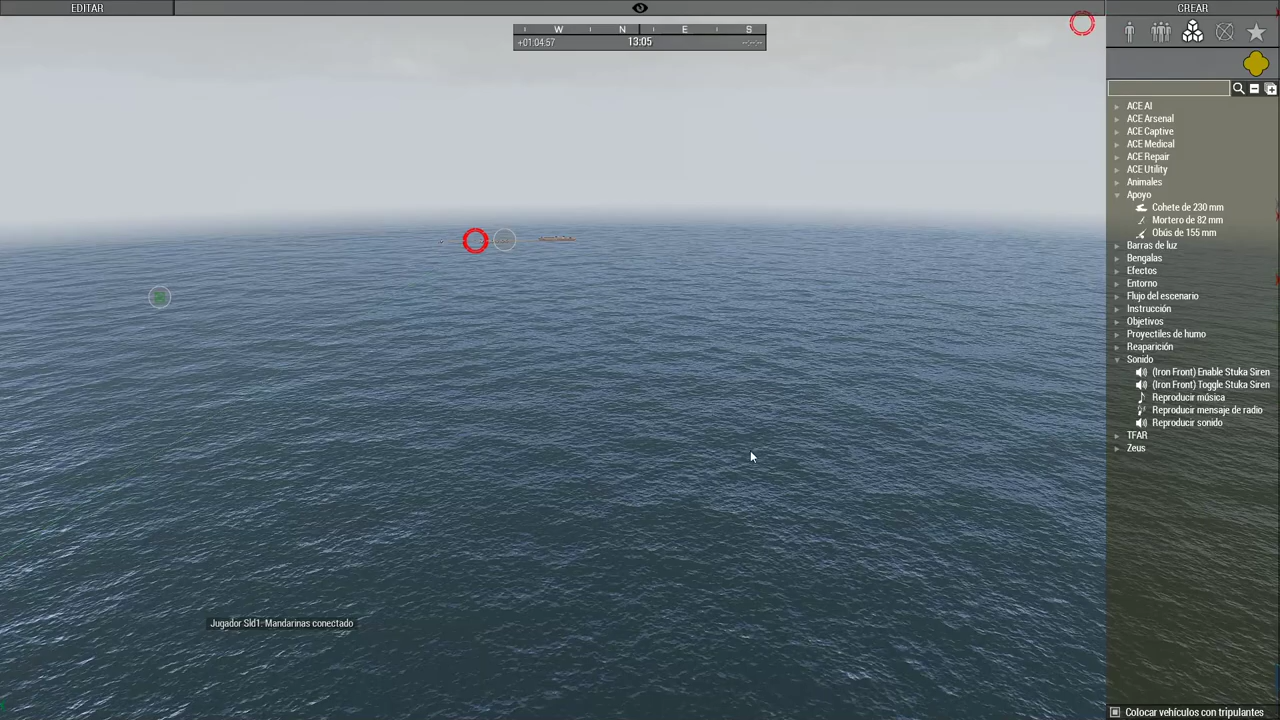 EDITAR
CREAR
W N E S
+01:04:57 13:05 --:--:--
ACE AI
ACE Arsenal
ACE Captive
ACE Medical
ACE Repair
ACE Utility
Animales
Apoyo
Cohete de 230 mm
Mortero de 82 mm
Obús de 155 mm
Barras de luz
Bengalas
Efectos
Entorno
Flujo del escenario
Instrucción
Objetivos
Proyectiles de humo
Reaparición
Sonido
(Iron Front) Enable Stuka Siren
(Iron Front) Toggle Stuka Siren
Reproducir música
Reproducir mensaje de radio
Reproducir sonido
TFAR
Zeus
Jugador Sld1: Mandarinas conectado
Colocar vehículos con tripulantes